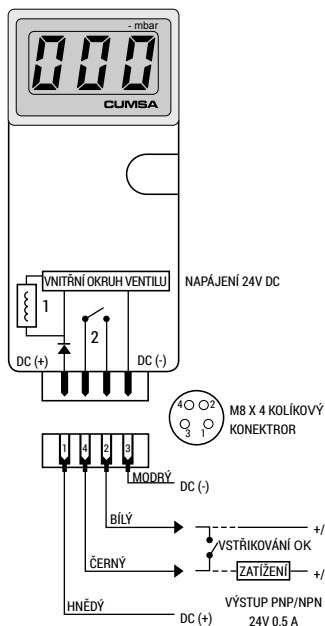 - mbar
000
CUMSA
VNITŘNÍ OKRUH VENTILU
NAPÁJENÍ 24V DC
1
2
DC (+)
DC (-)
4 2
3 1
M8 X 4 KOLÍKOVÝ
KONEKTROR
1 4 2 3
MODRÝ
DC (-)
BÍLÝ
+/
VSTŘIKOVÁNÍ OK
ČERNÝ
ZATÍŽENÍ
+/
HNĚDÝ
DC (+)
VÝSTUP PNP/NPN
24V 0.5 A